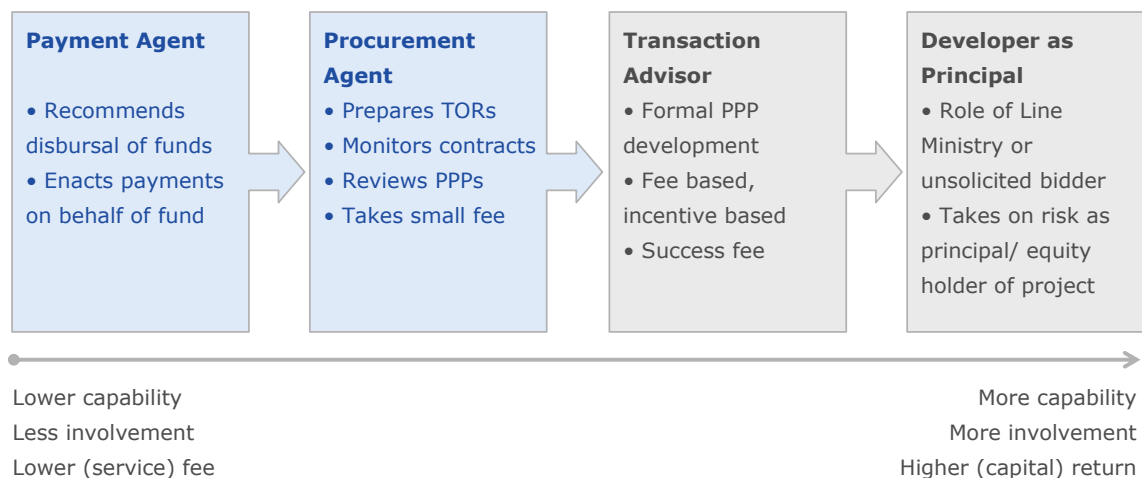 Payment Agent
• Recommends
disbursal of funds
• Enacts payments
on behalf of fund
Procurement
Agent
• Prepares TORs
• Monitors contracts
• Reviews PPPs
• Takes small fee
Transaction
Advisor
• Formal PPP
development
• Fee based,
incentive based
• Success fee
Developer as
Principal
• Role of Line
Ministry or
unsolicited bidder
• Takes on risk as
principal/ equity
holder of project
Lower capability
Less involvement
Lower (service) fee
More capability
More involvement
Higher (capital) return